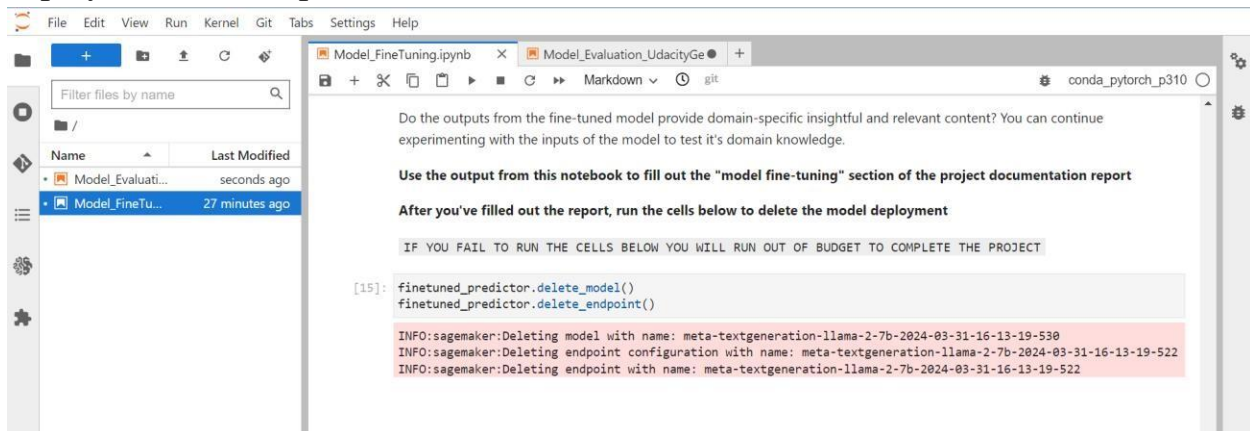 File Edit View Run Kernel Git Tabs Settings Help
+
Filter files by name
/
Name Last Modified
Model_Evaluati... seconds ago
Model_FineTu... 27 minutes ago
Model_FineTuning.ipynb × Model_Evaluation_UdacityGe +
Markdown git conda_pytorch_p310
Do the outputs from the fine-tuned model provide domain-specific insightful and relevant content? You can continue
experimenting with the inputs of the model to test it's domain knowledge.
Use the output from this notebook to fill out the "model fine-tuning" section of the project documentation report
After you've filled out the report, run the cells below to delete the model deployment
IF YOU FAIL TO RUN THE CELLS BELOW YOU WILL RUN OUT OF BUDGET TO COMPLETE THE PROJECT
[15]: finetuned_predictor.delete_model()
finetuned_predictor.delete_endpoint()
INFO:sagemaker:Deleting model with name: meta-textgeneration-llama-2-7b-2024-03-31-16-13-19-530
INFO:sagemaker:Deleting endpoint configuration with name: meta-textgeneration-llama-2-7b-2024-03-31-16-13-19-522
INFO:sagemaker:Deleting endpoint with name: meta-textgeneration-llama-2-7b-2024-03-31-16-13-19-522